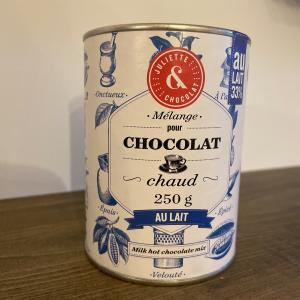 JULIETTE
&
CHOCOLAT
au
LAIT
33%
Onctueux
À l'a
Mélange
pour
CHOCOLAT
chaud
250 g
AU LAIT
Épais
Épicé
Milk hot chocolate mix
Velouté